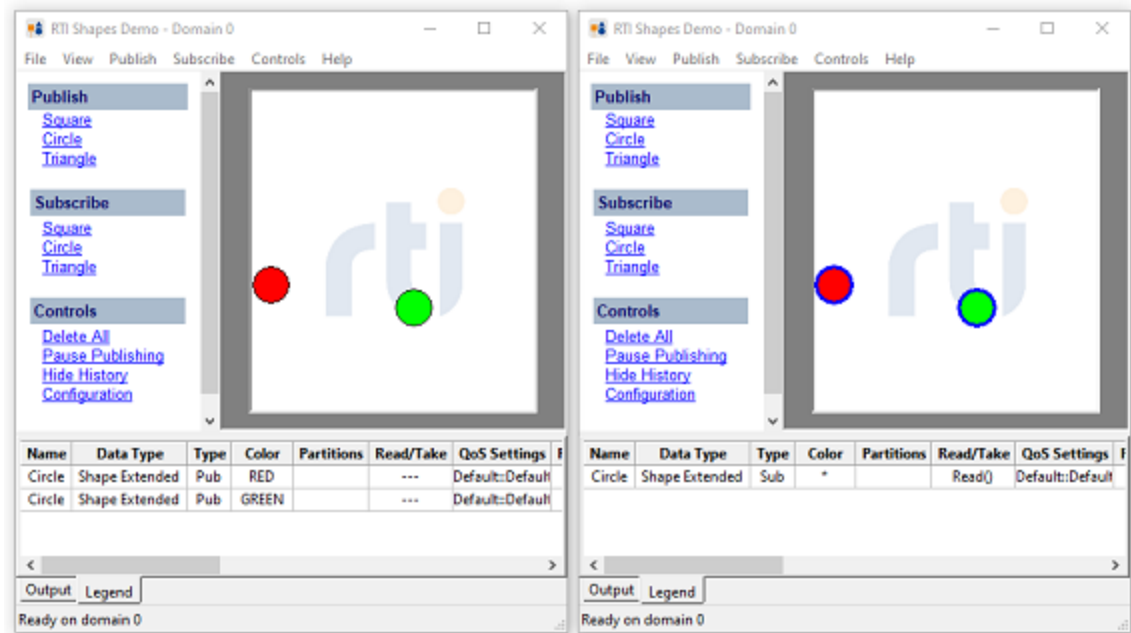 RTI Shapes Demo - Domain 0
File View Publish Subscribe Controls Help
Publish
Square
Circle
Triangle
Subscribe
Square
Circle
Triangle
Controls
Delete All
Pause Publishing
Hide History
Configuration
rti
Name Data Type Type Color Partitions Read/Take QoS Settings F
Circle Shape Extended Pub RED --- Default::Default
Circle Shape Extended Pub GREEN --- Default::Default
Output Legend
Ready on domain 0
RTI Shapes Demo - Domain 0
File View Publish Subscribe Controls Help
Publish
Square
Circle
Triangle
Subscribe
Square
Circle
Triangle
Controls
Delete All
Pause Publishing
Hide History
Configuration
rti
Name Data Type Type Color Partitions Read/Take QoS Settings F
Circle Shape Extended Sub * Read() Default::Default
Output Legend
Ready on domain 0